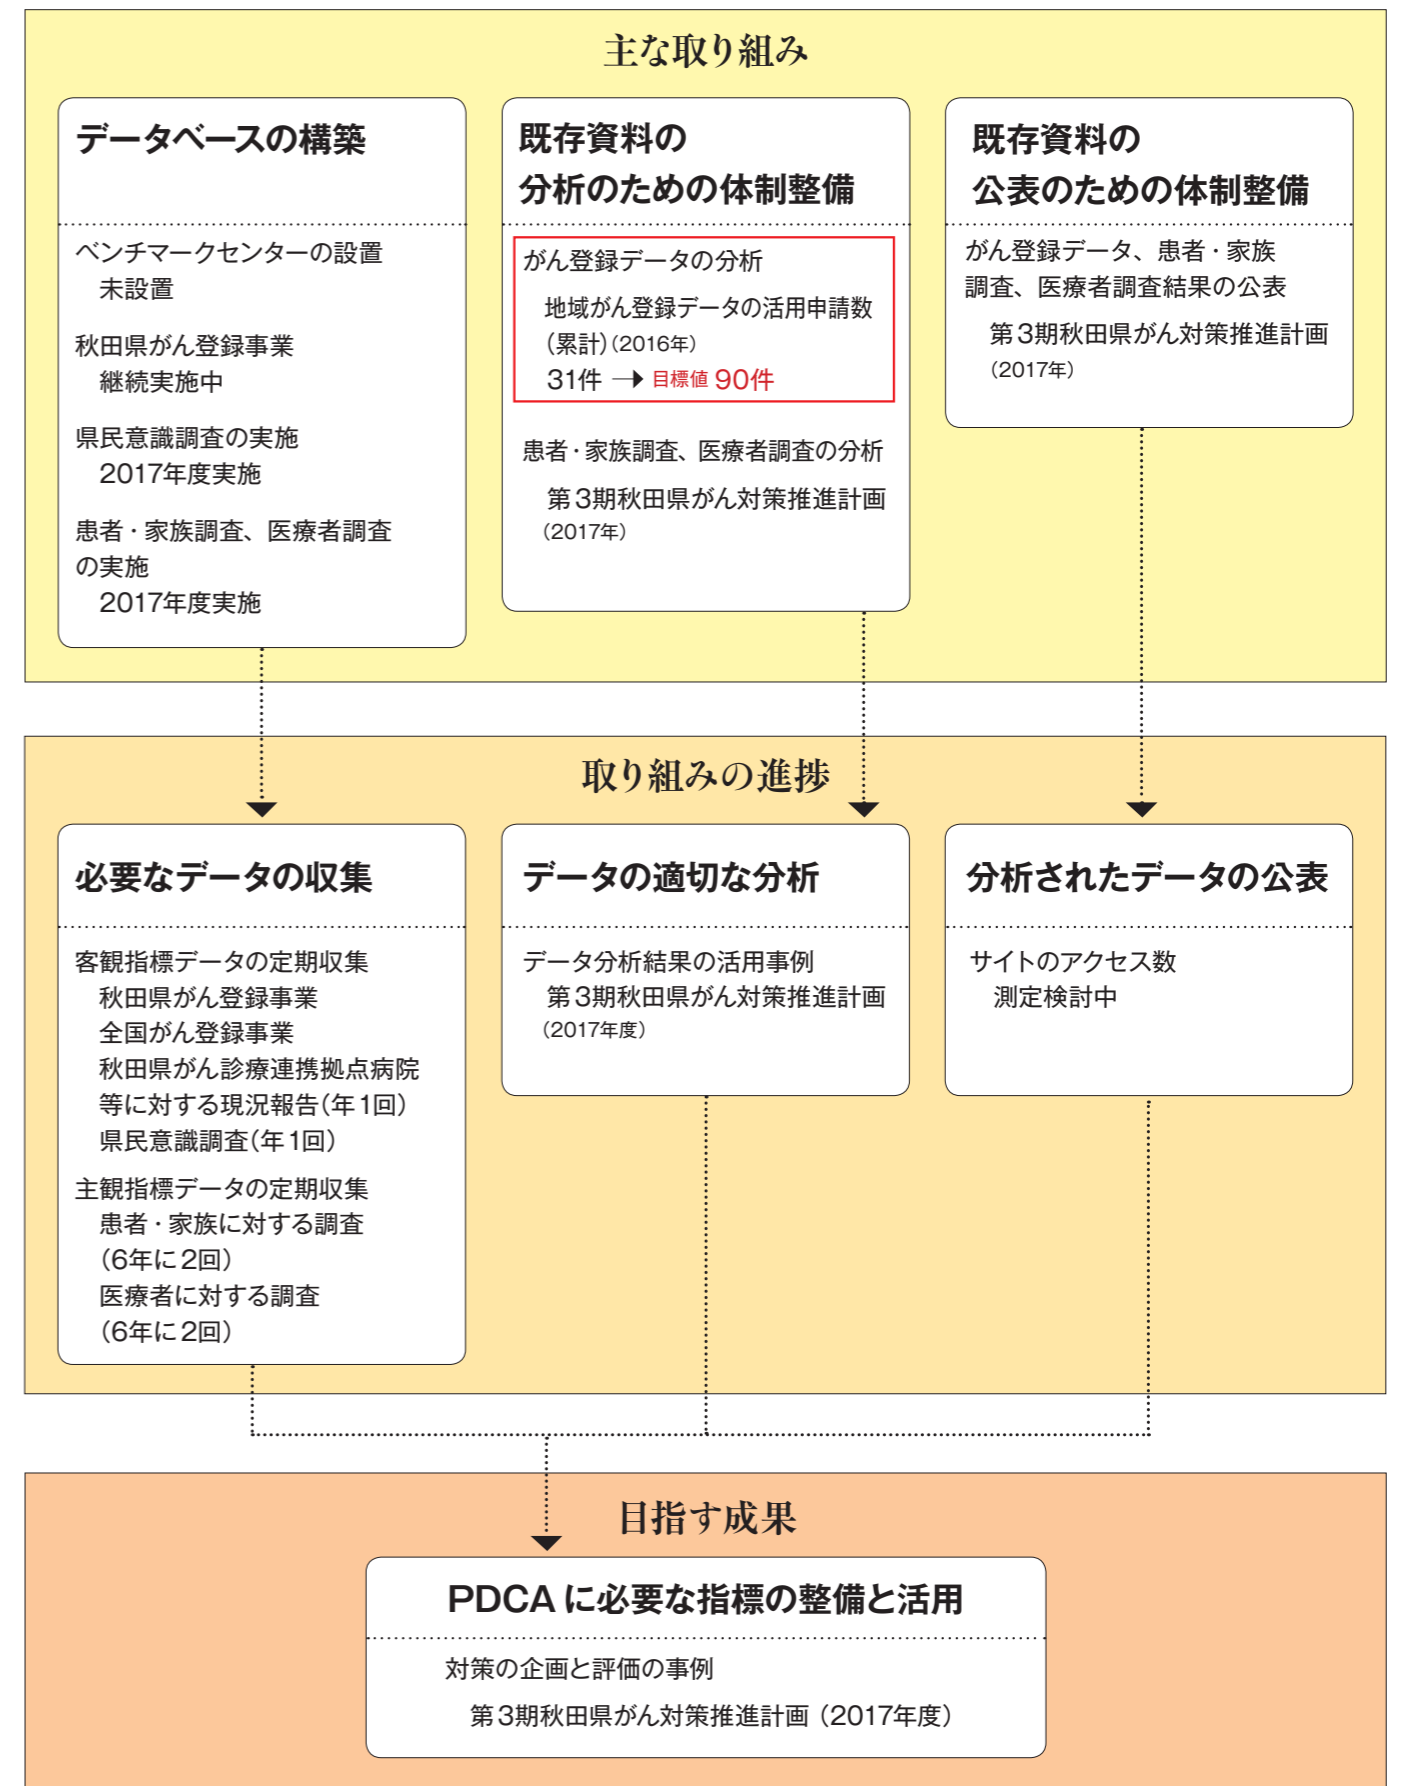 主な取り組み
データベースの構築
ベンチマークセンターの設置
未設置
秋田県がん登録事業
継続実施中
県民意識調査の実施
2017年度実施
患者・家族調査、医療者調査
の実施
2017年度実施
既存資料の
分析のための体制整備
がん登録データの分析
地域がん登録データの活用申請数
(累計)(2016年)
31件 → 目標値 90件
患者・家族調査、医療者調査の分析
第3期秋田県がん対策推進計画
(2017年)
既存資料の
公表のための体制整備
がん登録データ、患者・家族
調査、医療者調査結果の公表
第3期秋田県がん対策推進計画
(2017年)
取り組みの進捗
必要なデータの収集
客観指標データの定期収集
秋田県がん登録事業
全国がん登録事業
秋田県がん診療連携拠点病院
等に対する現況報告(年1回)
県民意識調査(年1回)
主観指標データの定期収集
患者・家族に対する調査
(6年に2回)
医療者に対する調査
(6年に2回)
データの適切な分析
データ分析結果の活用事例
第3期秋田県がん対策推進計画
(2017年度)
分析されたデータの公表
サイトのアクセス数
測定検討中
目指す成果
PDCAに必要な指標の整備と活用
対策の企画と評価の事例
第3期秋田県がん対策推進計画(2017年度)